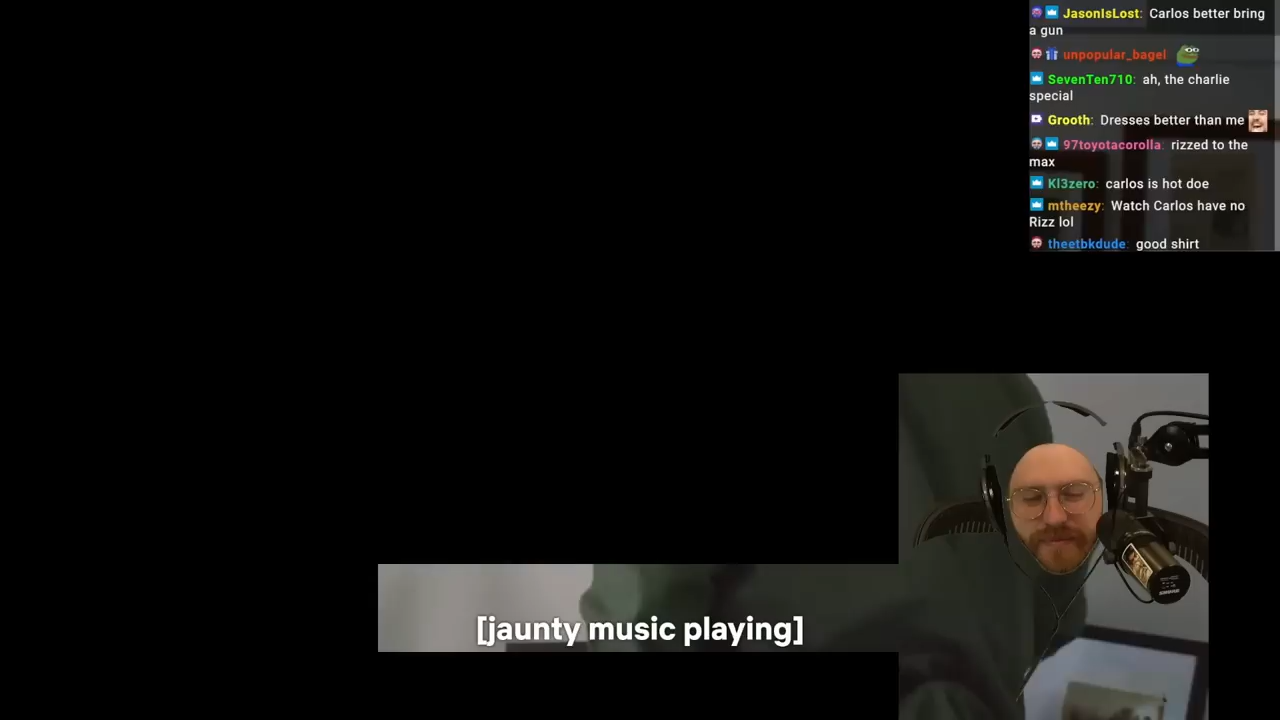 JasonIsLost: Carlos better bring
a gun
unpopular_bagel
SevenTen710: ah, the charlie
special
Grooth: Dresses better than me
97toyotacorolla: rizzed to the
max
Kl3zero: carlos is hot doe
mtheezy: Watch Carlos have no
Rizz lol
theetbkdude: good shirt
[jaunty music playing]